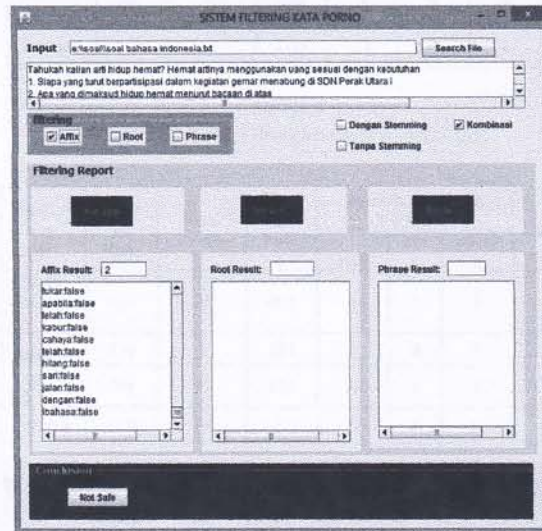 SISTEM FILTERING KATA PORNO
Input e:\soal\soal bahasa indonesia.txt Search File
Tahukah kalian arti hidup hemat? Hemat artinya menggunakan uang sesuai dengan kebutuhan
1. Siapa yang turut berpartisipasi dalam kegiatan gemar menabung di SDN Perak Utara I
2. Apa yang dimaksus hidup hemat menurut bacaan di atas
Filtering
Affix Root Phrase
Dengan Stemming Kombinasi
Tanpa Stemming
Filtering Report
Affix Result: 2 Root Result: Phrase Result:
tukar:false
apabila:false
telah:false
kabur:false
cahaya:false
telah:false
hilang:false
sari:false
jalan:false
dengan:false
ibahasa:false
Conclusion
Not Safe